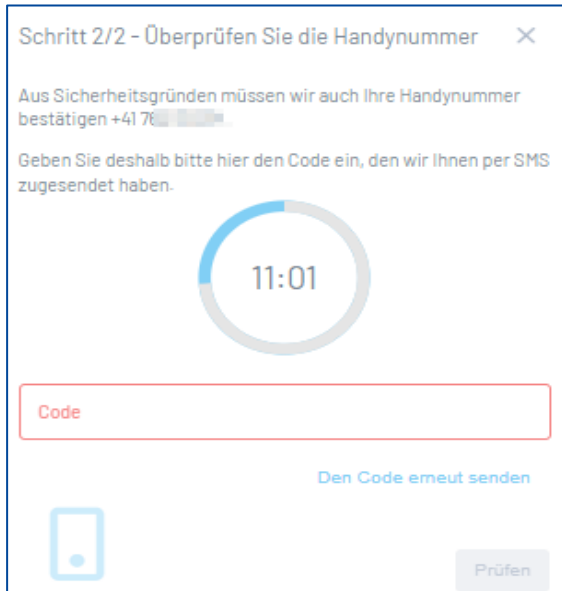 Schritt 2/2 - Überprüfen Sie die Handynummer
Aus Sicherheitsgründen müssen wir auch Ihre Handynummer
bestätigen +41 76
Geben Sie deshalb bitte hier den Code ein, den wir Ihnen per SMS
zugesendet haben.
11:01
Code
Den Code erneut senden
Prüfen